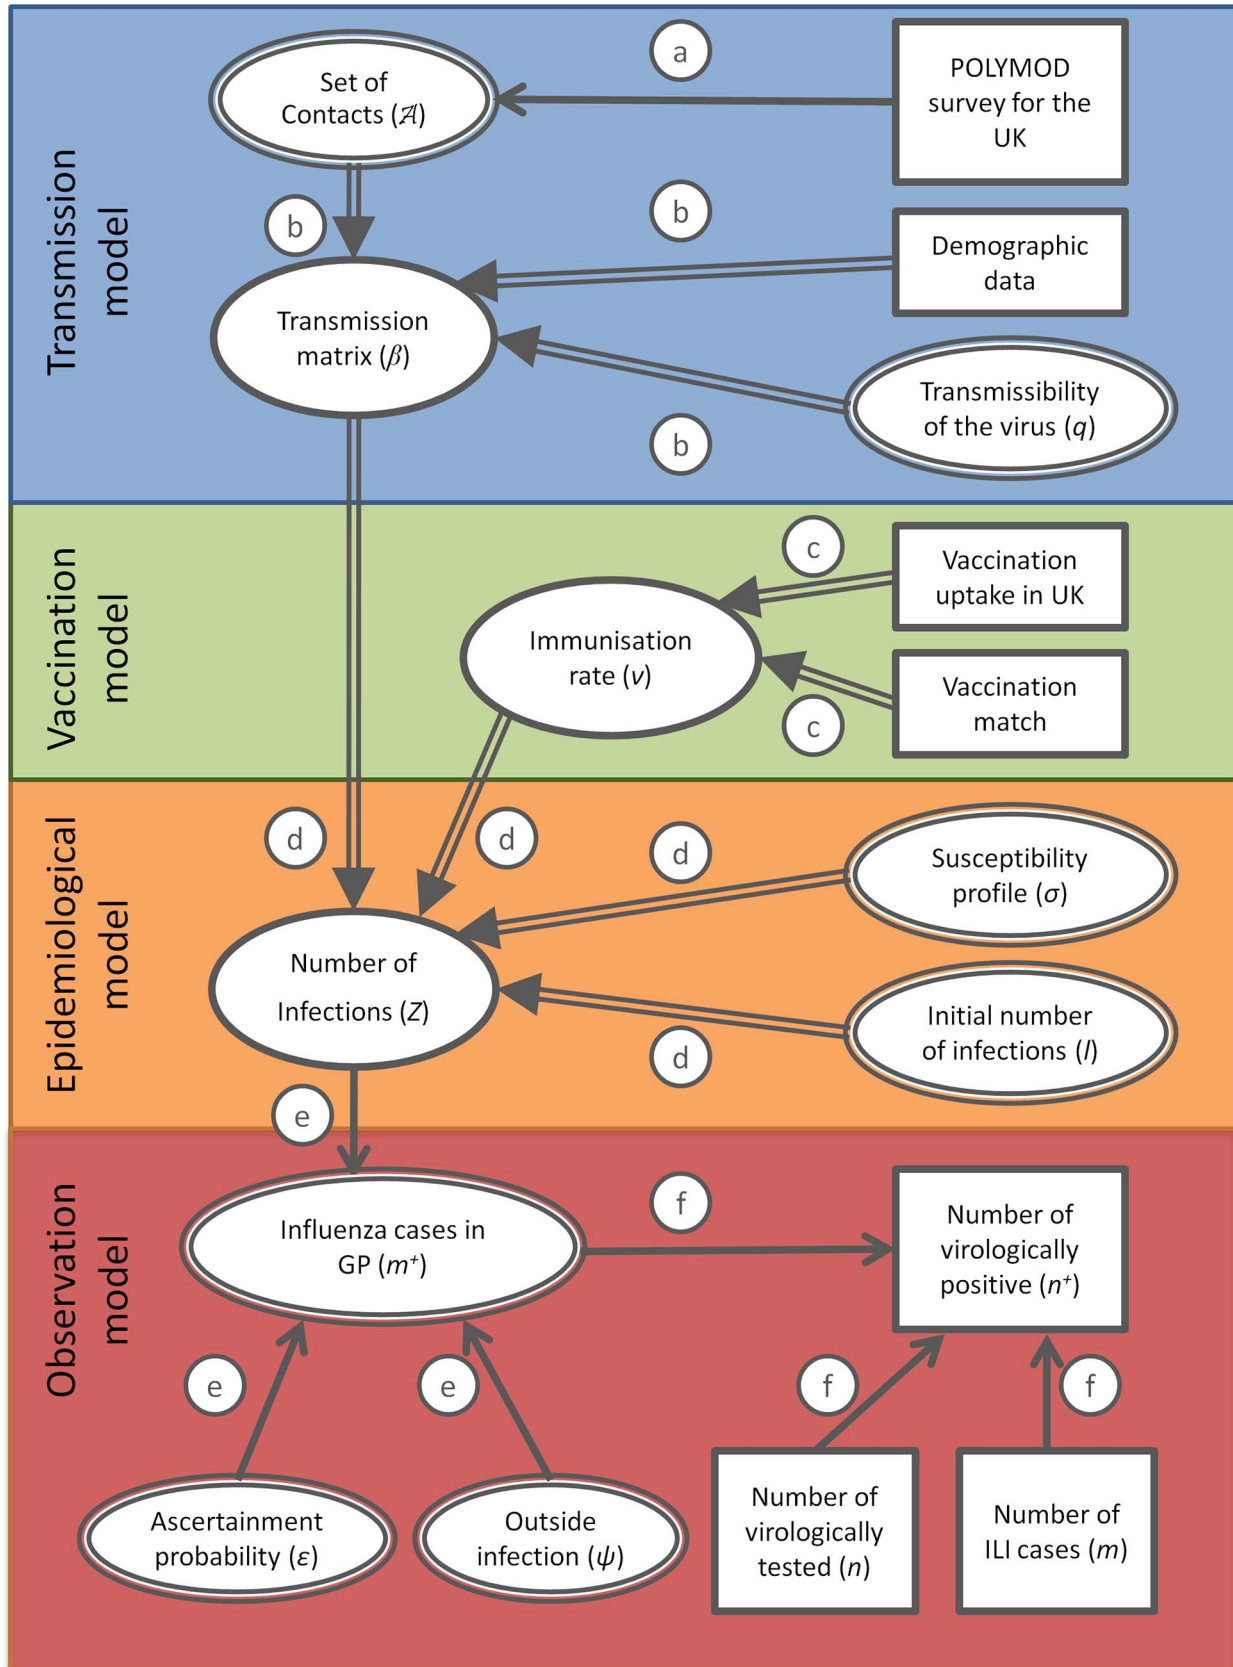 Transmission
model
a
Set of
Contacts (𝒜)
POLYMOD
survey for the
UK
b
b
Demographic
data
Transmission
matrix (β)
Transmissibility
of the virus (q)
b
Vaccination
model
c
Vaccination
uptake in UK
Immunisation
rate (v)
Vaccination
match
c
Epidemiological
model
d
d
d
Susceptibility
profile (σ)
Number of
Infections (Z)
Initial number
of infections (I)
d
e
Observation
model
Influenza cases in
GP (m⁺)
f
Number of
virologically
positive (n⁺)
e
e
f
f
Ascertainment
probability (ε)
Outside
infection (ψ)
Number of
virologically
tested (n)
Number of
ILI cases (m)